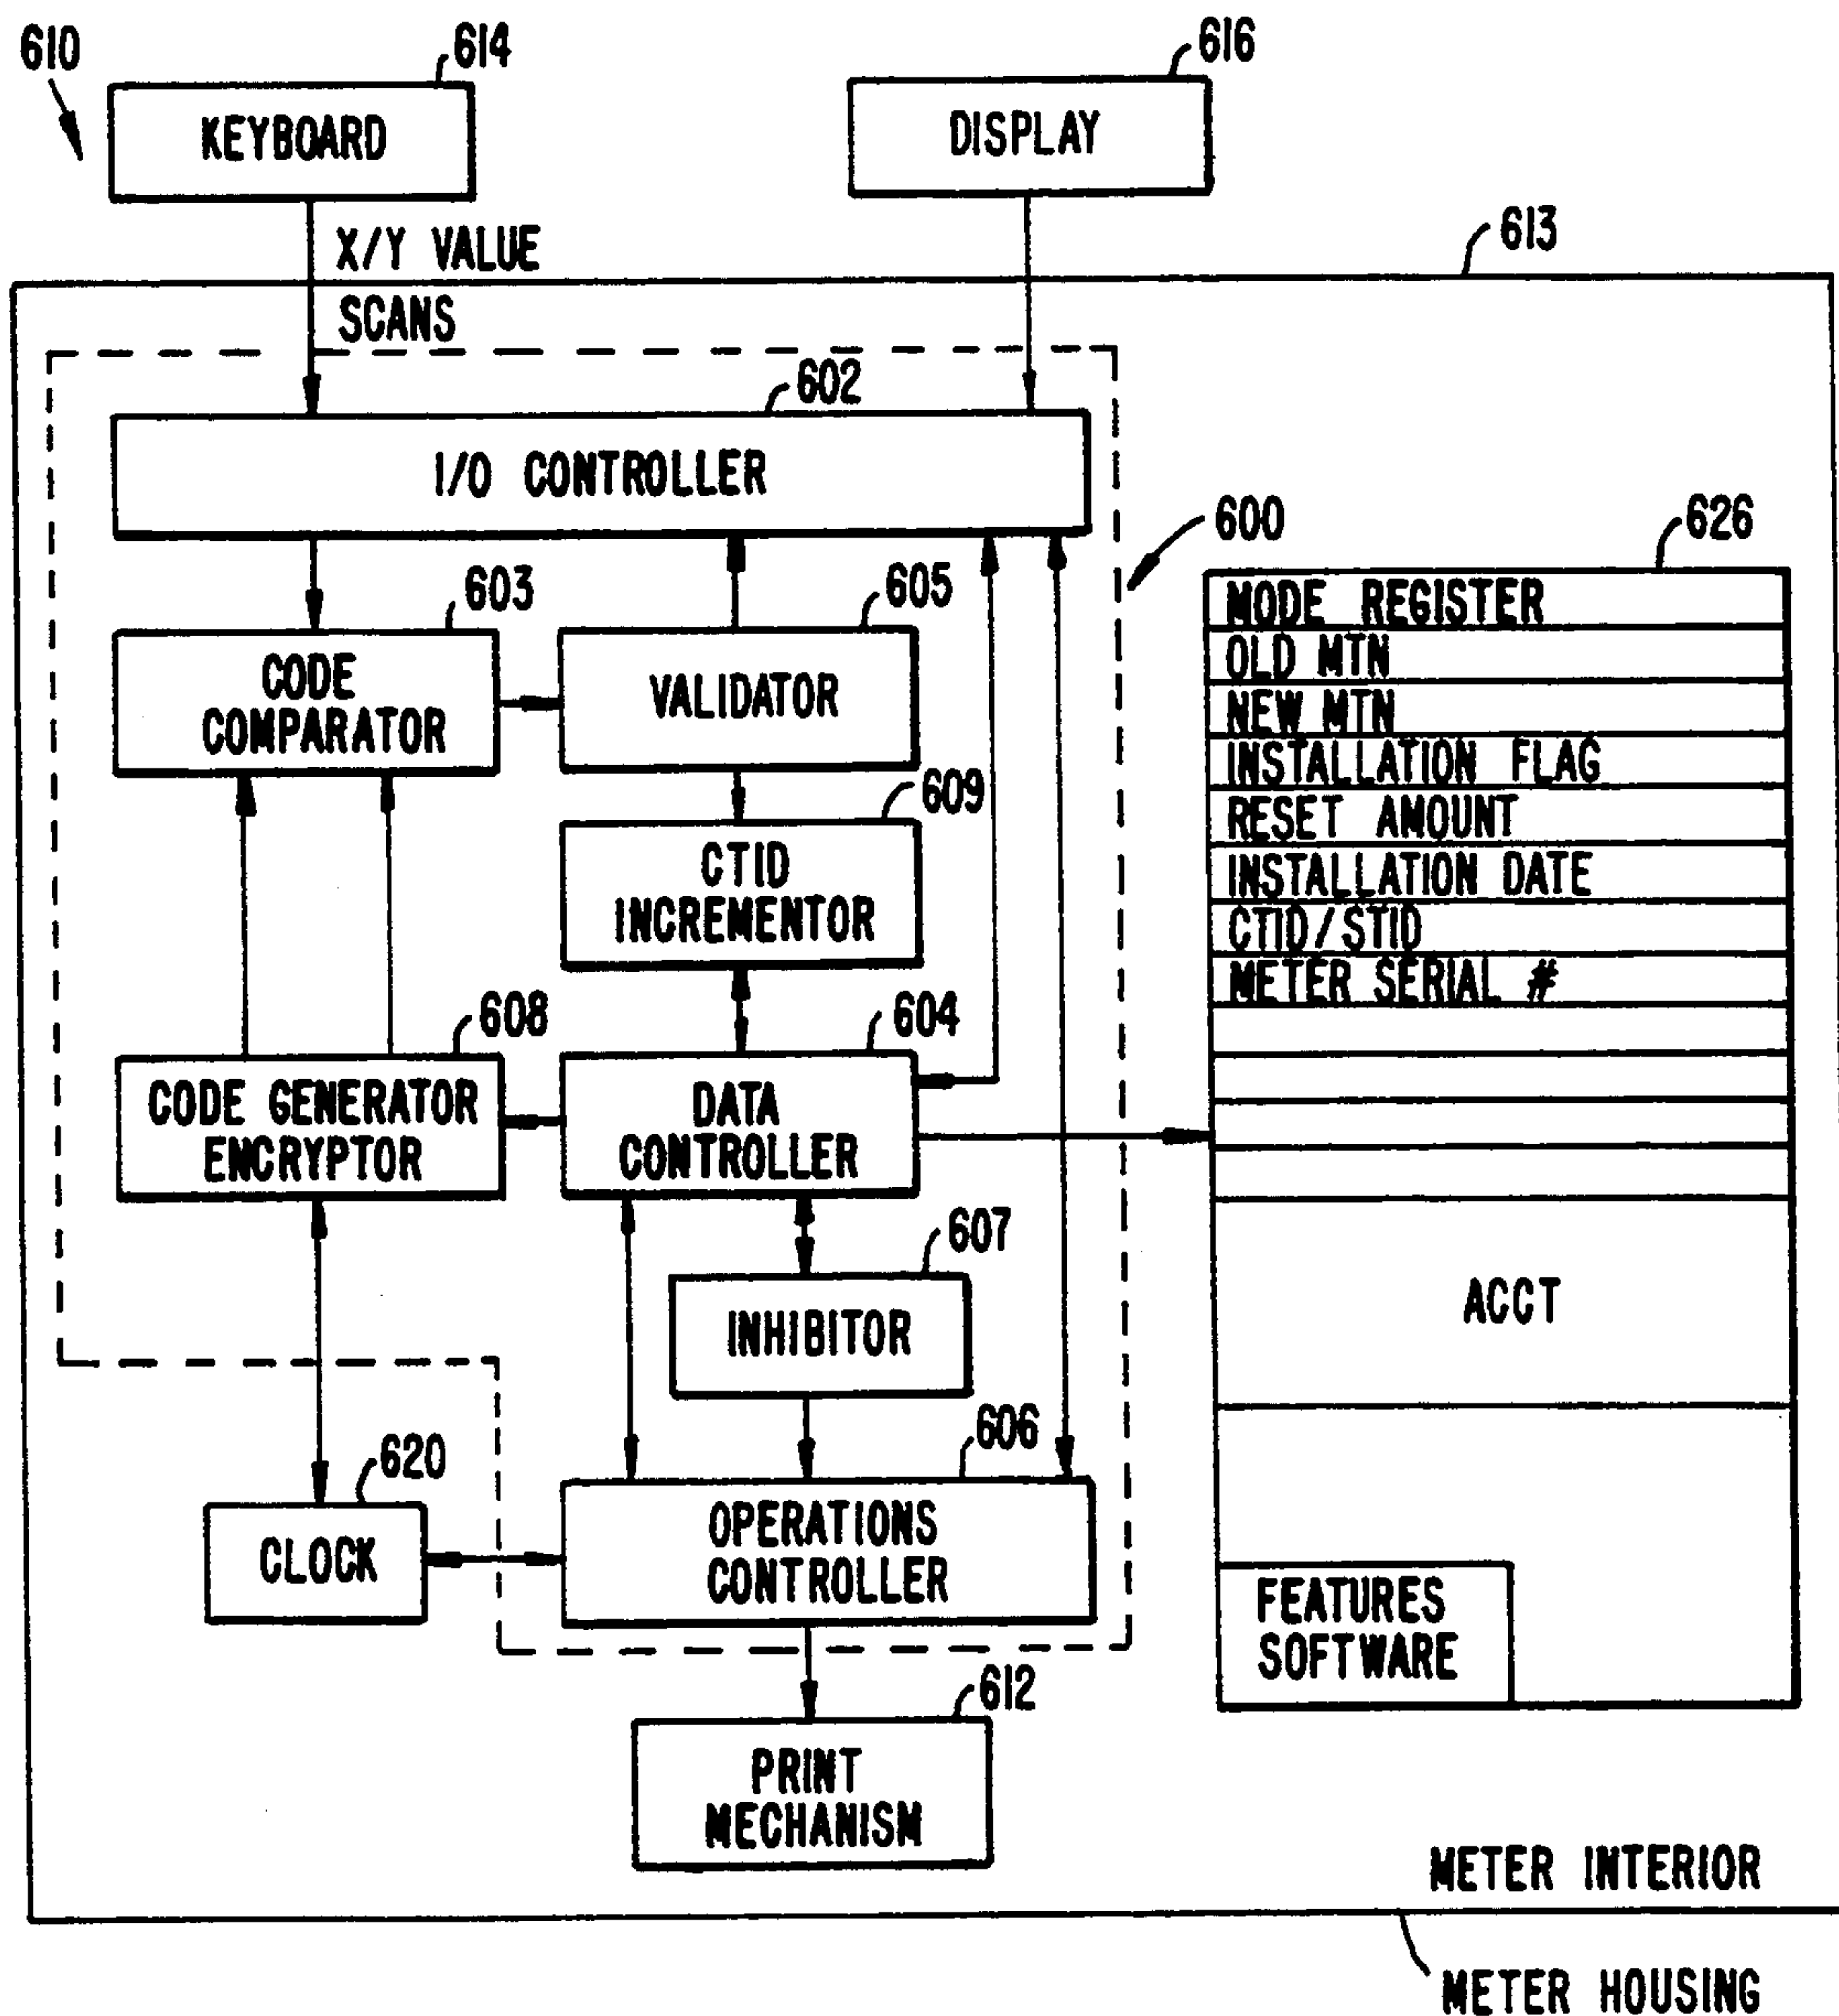 610
614
KEYBOARD
616
DISPLAY
X/Y VALUE
SCANS
613
602
I/O CONTROLLER
600
603
CODE
COMPARATOR
605
VALIDATOR
609
CTID
INCREMENTOR
608
CODE GENERATOR
ENCRYPTOR
604
DATA
CONTROLLER
607
INHIBITOR
606
OPERATIONS
CONTROLLER
620
CLOCK
612
PRINT
MECHANISM
626
MODE REGISTER
OLD MTN
NEW MTN
INSTALLATION FLAG
RESET AMOUNT
INSTALLATION DATE
CTID/STID
METER SERIAL #
ACCT
FEATURES
SOFTWARE
METER INTERIOR
METER HOUSING